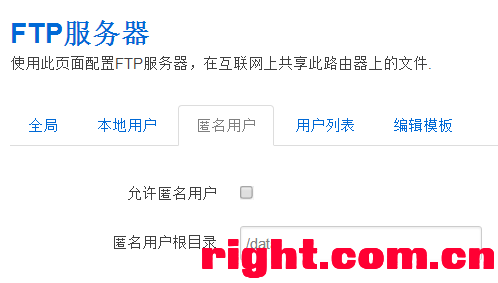 FTP服务器
使用此页面配置FTP服务器，在互联网上共享此路由器上的文件.
全局 本地用户 匿名用户 用户列表 编辑模板
允许匿名用户
匿名用户根目录
right.com.cn